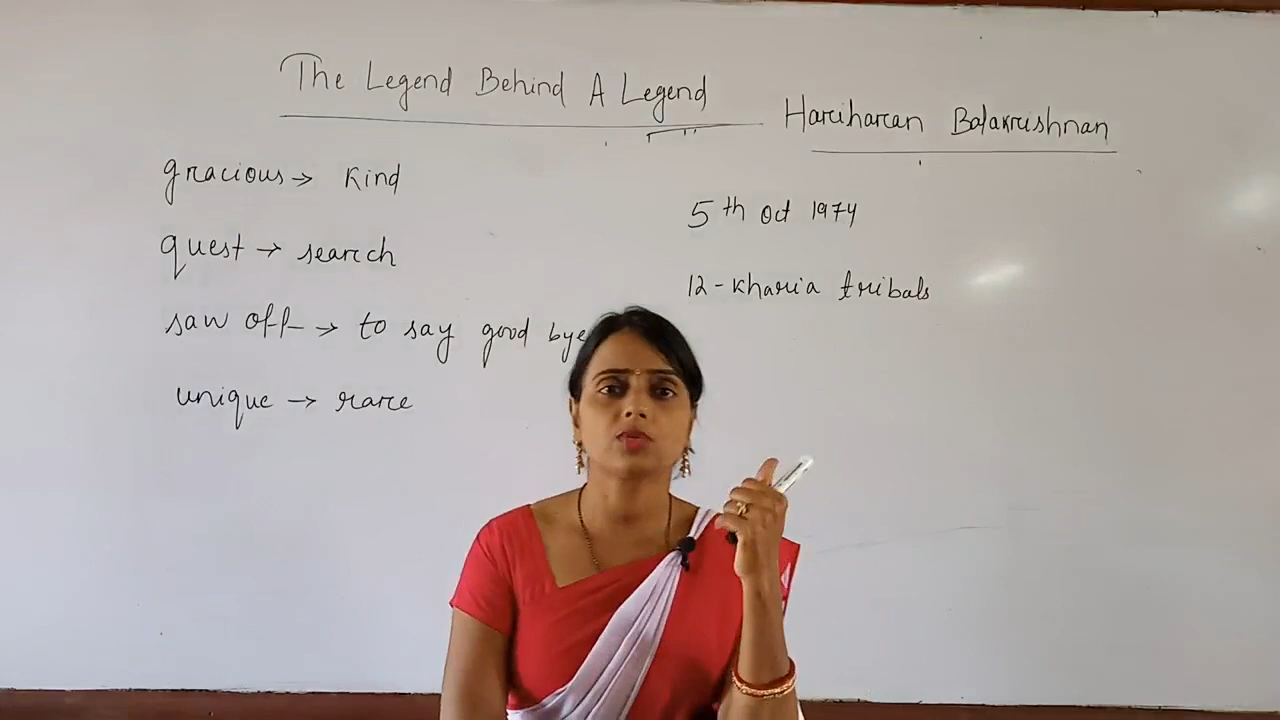 The Legend Behind A Legend
Hariharan Balakrishnan
gracious → kind
quest → search
saw off → to say good bye
unique → rare
5th Oct 1974
12 - kharia tribals